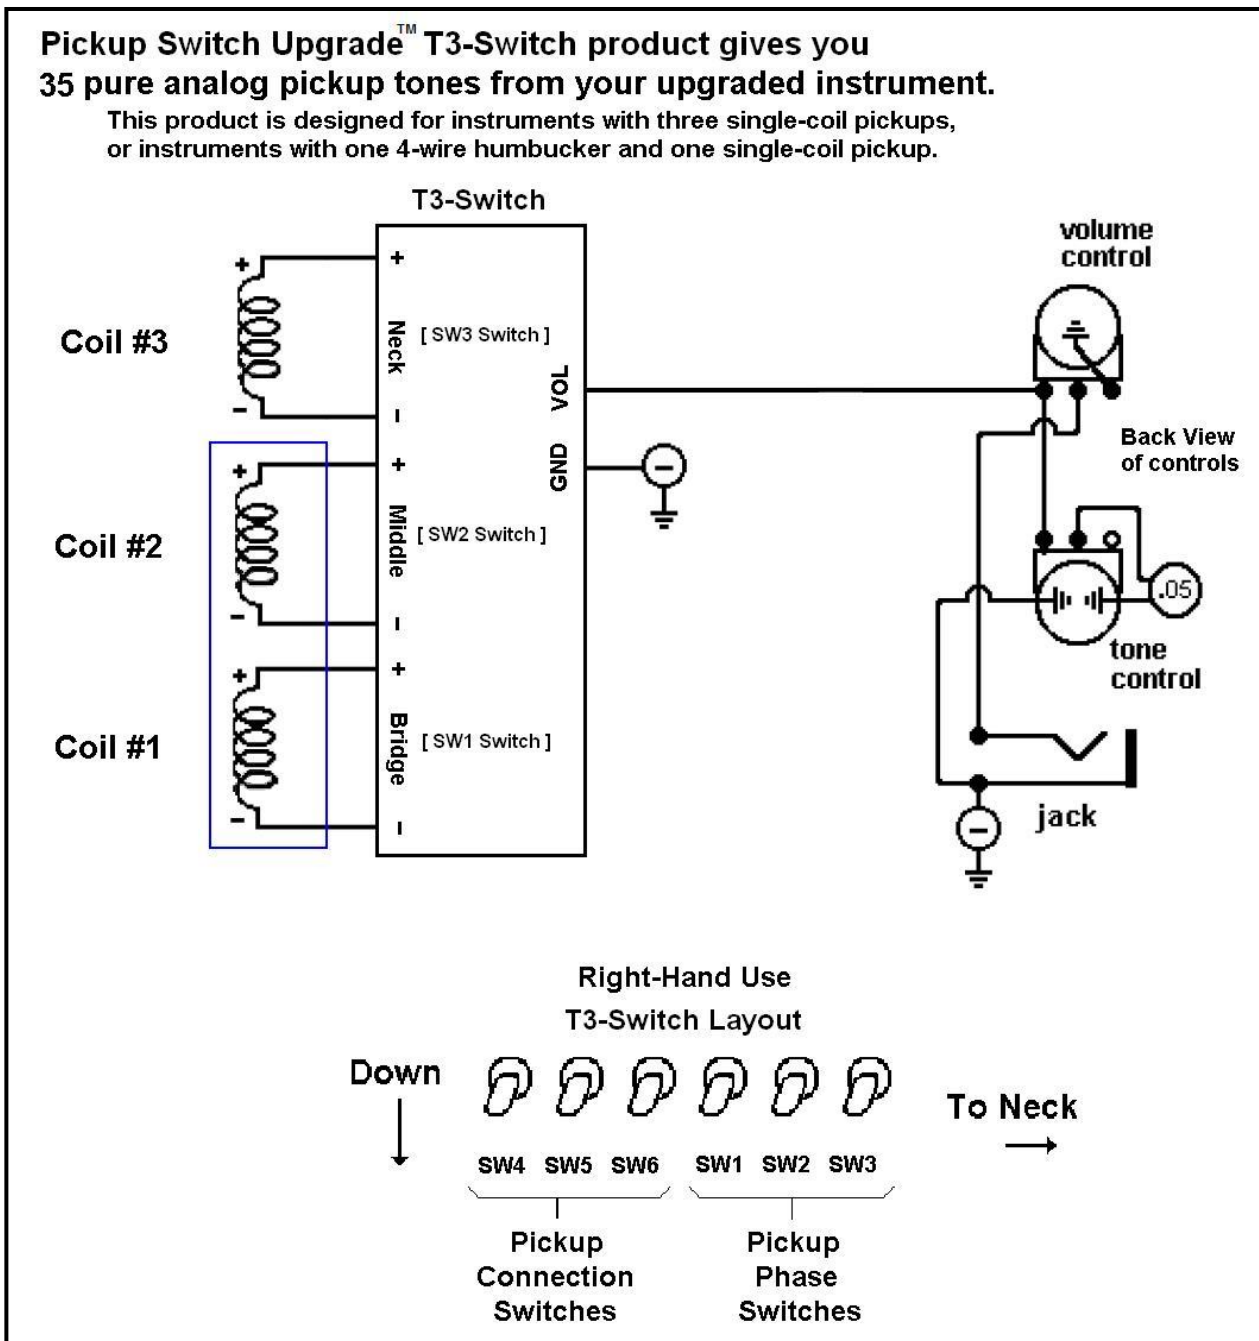 Pickup Switch Upgrade™ T3-Switch product gives you
35 pure analog pickup tones from your upgraded instrument.
This product is designed for instruments with three single-coil pickups,
or instruments with one 4-wire humbucker and one single-coil pickup.
T3-Switch
volume
control
+
+
Coil #3
Neck
[ SW3 Switch ]
VOL
-
-
Back View
of controls
+
+
GND
-
Coil #2
Middle
[ SW2 Switch ]
.05
-
-
tone
control
+
+
Coil #1
Bridge
[ SW1 Switch ]
-
-
jack
-
Right-Hand Use
T3-Switch Layout
Down
To Neck
SW4 SW5 SW6 SW1 SW2 SW3
Pickup
Connection
Switches
Pickup
Phase
Switches